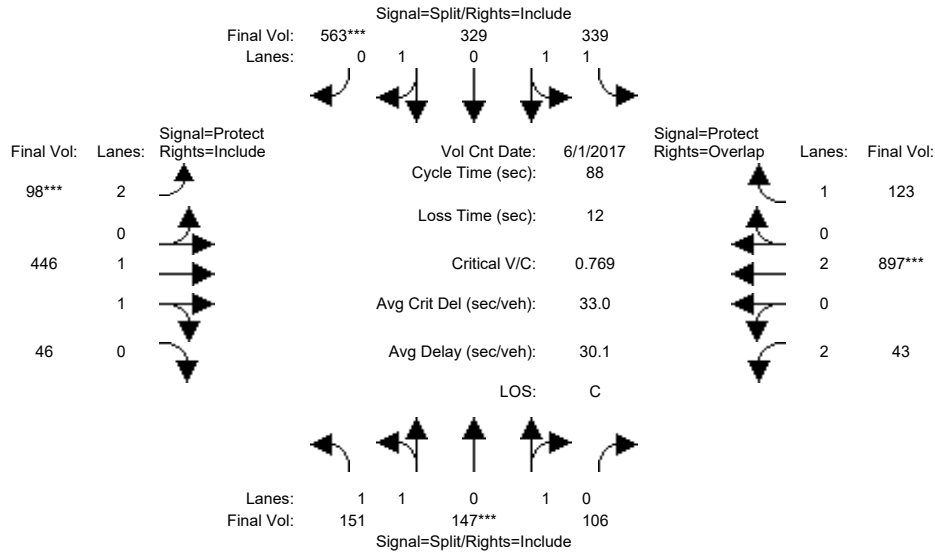 Signal=Split/Rights=Include
Final Vol: 563*** 329 339
Lanes: 0 1 0 1 1
Signal=Protect
Final Vol: Lanes: Rights=Include
Vol Cnt Date: 6/1/2017
Signal=Protect
Rights=Overlap Lanes: Final Vol:
Cycle Time (sec): 88
98*** 2
1 123
Loss Time (sec): 12
0
0
446 1
Critical V/C: 0.769
2 897***
1
Avg Crit Del (sec/veh): 33.0
0
46 0
Avg Delay (sec/veh): 30.1
2 43
LOS: C
Lanes: 1 1 0 1 0
Final Vol: 151 147*** 106
Signal=Split/Rights=Include